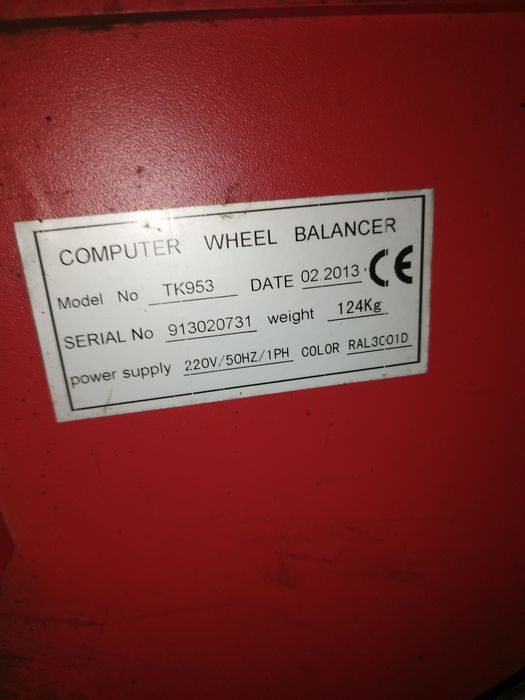 COMPUTER WHEEL BALANCER
Model No TK953 DATE 02.2013 CE
SERIAL No 913020731 weight 124Kg
power supply 220V/50HZ/1PH COLOR RAL3C01D